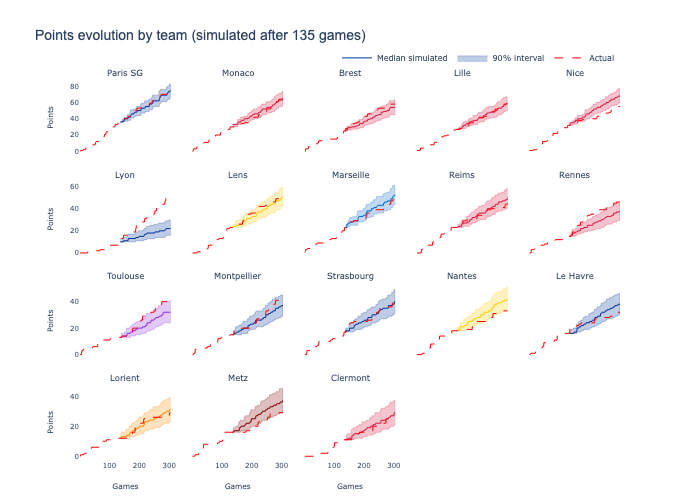 Points evolution by team (simulated after 135 games)
Median simulated 90% interval Actual
Paris SG Monaco Brest Lille Nice
80
60
40
20
0
Points
Lyon Lens Marseille Reims Rennes
60
40
20
0
Points
Toulouse Montpellier Strasbourg Nantes Le Havre
40
20
0
Points
Lorient Metz Clermont
40
20
0
Points
100 200 300 100 200 300 100 200 300
Games Games Games